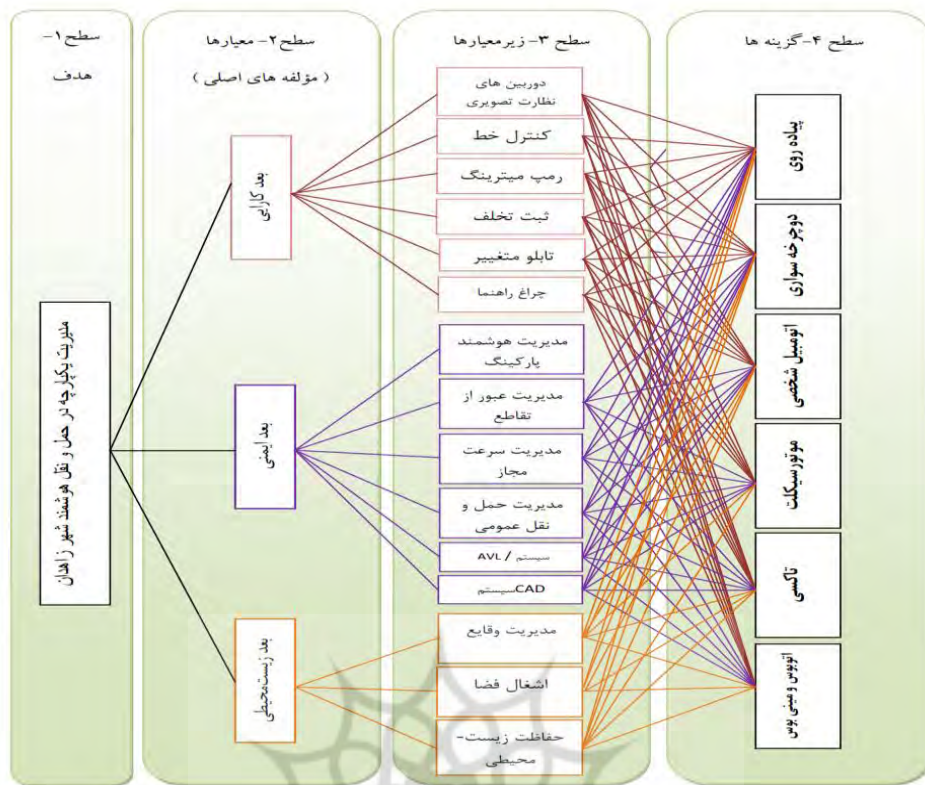 سطح ۱-
هدف
مدیریت یکپارچه در حمل و نقل هوشمند شهر زاهدان
سطح ۲- معیارها
( مؤلفه های اصلی )
بعد کارایی
بعد ایمنی
بعد زیست‌محیطی
سطح ۳- زیرمعیارها
دوربین های
نظارت تصویری
کنترل خط
رمپ میترینگ
ثبت تخلف
تابلو متغییر
چراغ راهنما
مدیریت هوشمند
پارکینگ
مدیریت عبور از
تقاطع
مدیریت سرعت
مجاز
مدیریت حمل و
نقل عمومی
سیستم / AVL
CADسیستم
مدیریت وقایع
اشغال فضا
حفاظت زیست-
محیطی
سطح ۴-گزینه ها
پیاده روی
دوچرخه سواری
اتومبیل شخصی
موتورسیکلت
تاکسی
اتوبوس و مینی بوس